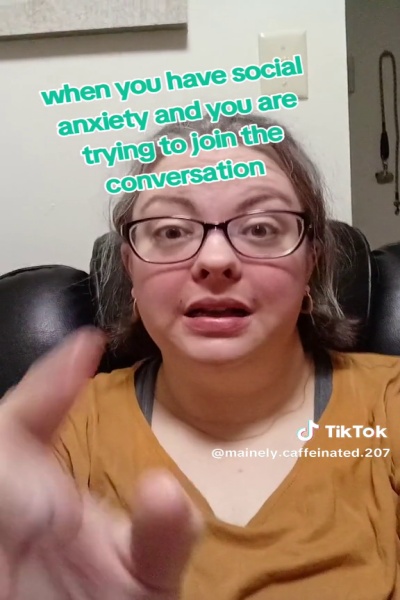 when you have social
anxiety and you are
trying to join the
conversation
TikTok
@mainely.caffeinated.207